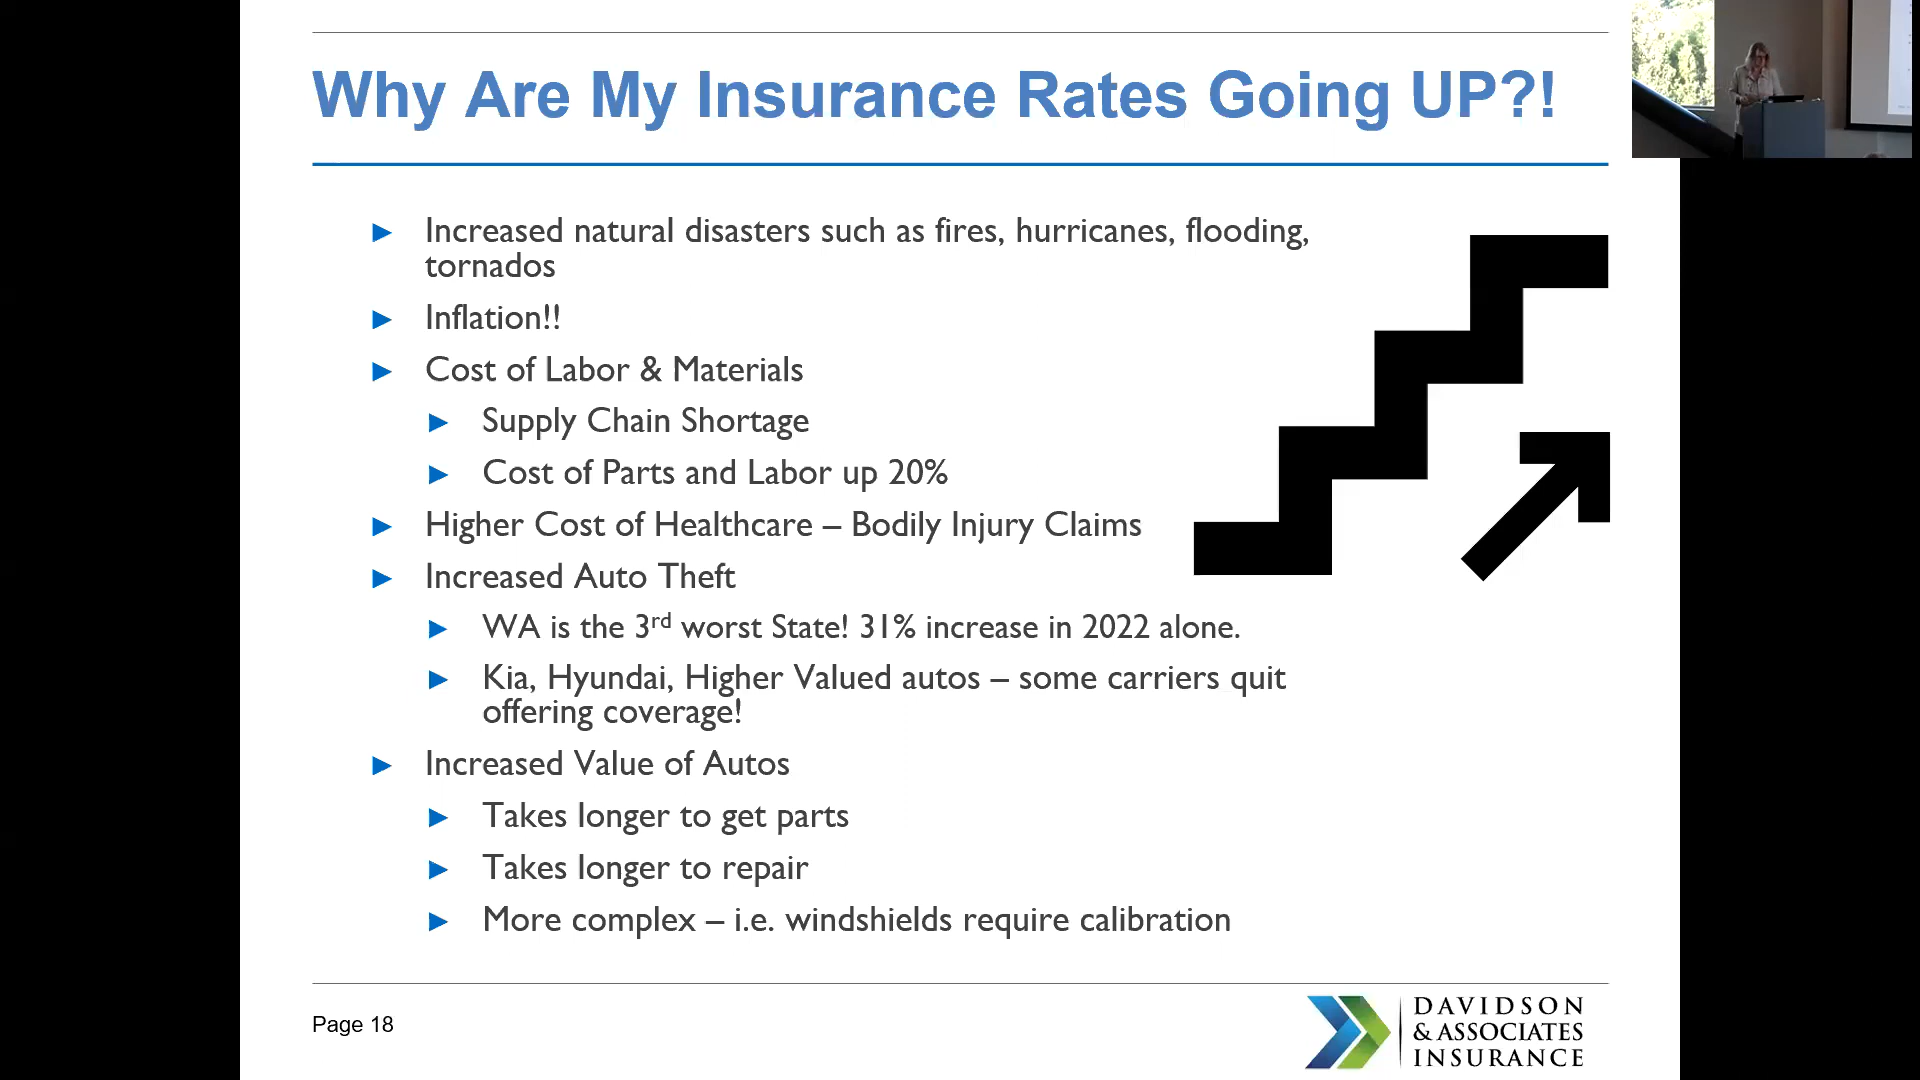 Why Are My Insurance Rates Going UP?!
► Increased natural disasters such as fires, hurricanes, flooding,
tornados
► Inflation!!
► Cost of Labor & Materials
► Supply Chain Shortage
► Cost of Parts and Labor up 20%
► Higher Cost of Healthcare – Bodily Injury Claims
► Increased Auto Theft
► WA is the 3rd worst State! 31% increase in 2022 alone.
► Kia, Hyundai, Higher Valued autos – some carriers quit
offering coverage!
► Increased Value of Autos
► Takes longer to get parts
► Takes longer to repair
► More complex – i.e. windshields require calibration
Page 18
DAVIDSON
& ASSOCIATES
INSURANCE